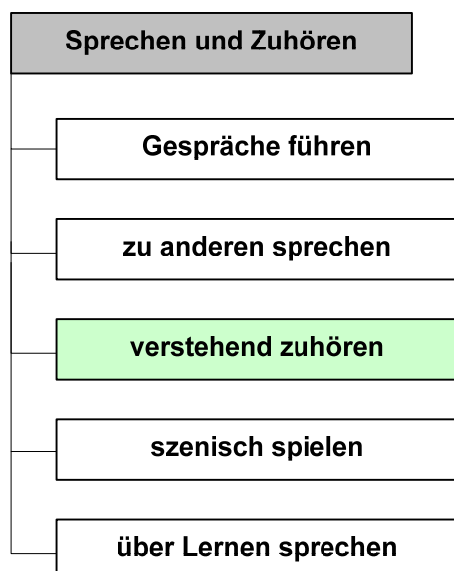 Sprechen und Zuhören
Gespräche führen
zu anderen sprechen
verstehend zuhören
szenisch spielen
über Lernen sprechen